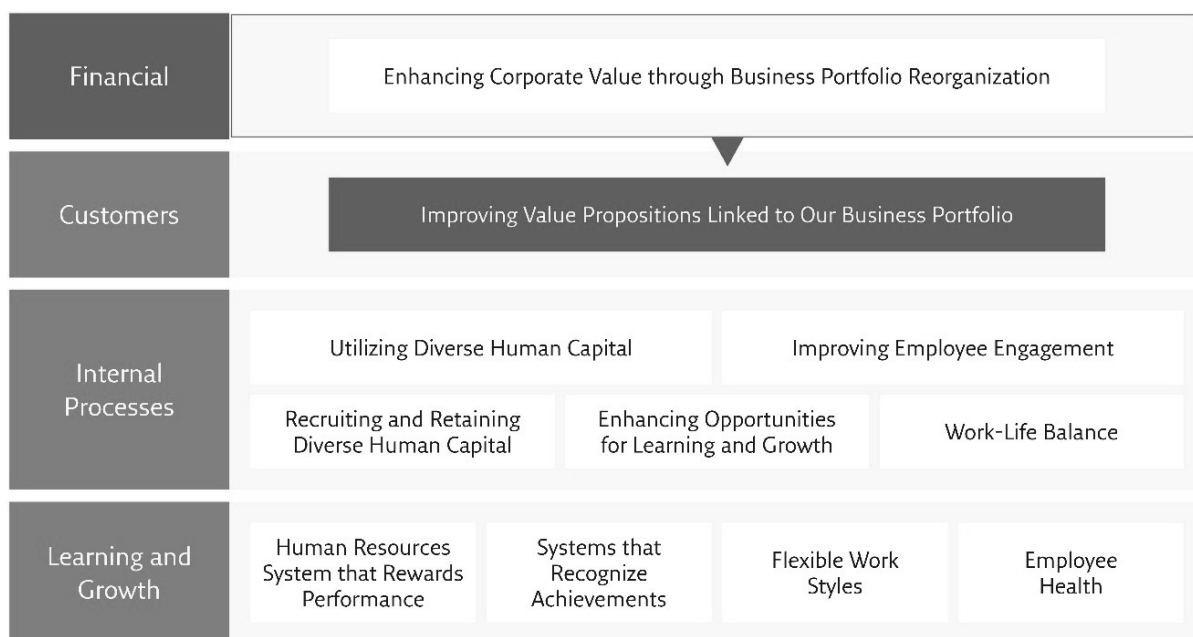 Financial
Enhancing Corporate Value through Business Portfolio Reorganization
Customers
Improving Value Propositions Linked to Our Business Portfolio
Internal
Processes
Utilizing Diverse Human Capital
Improving Employee Engagement
Recruiting and Retaining
Diverse Human Capital
Enhancing Opportunities
for Learning and Growth
Work-Life Balance
Learning and
Growth
Human Resources
System that Rewards
Performance
Systems that
Recognize
Achievements
Flexible Work
Styles
Employee
Health